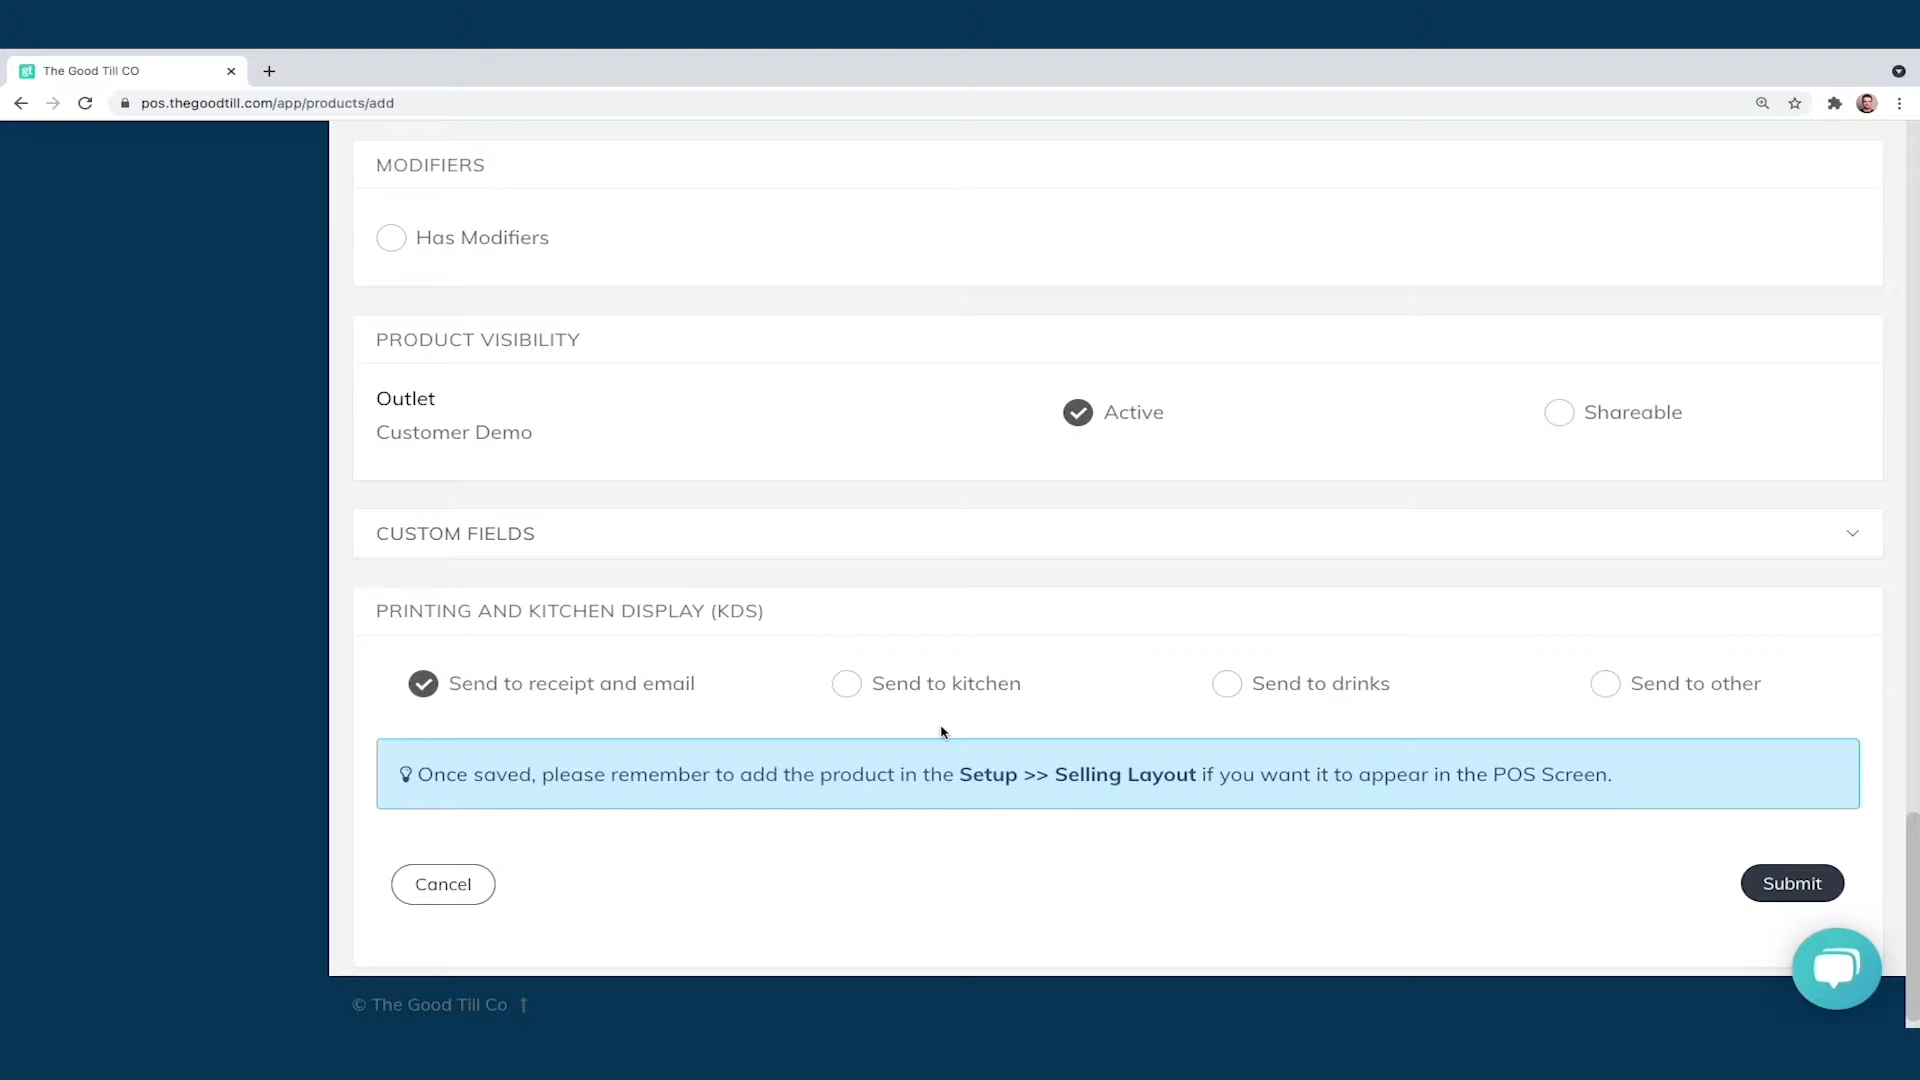 gt The Good Till CO
pos.thegoodtill.com/app/products/add
MODIFIERS
Has Modifiers
PRODUCT VISIBILITY
Outlet
Customer Demo
Active
Shareable
CUSTOM FIELDS
PRINTING AND KITCHEN DISPLAY (KDS)
Send to receipt and email
Send to kitchen
Send to drinks
Send to other
Once saved, please remember to add the product in the Setup >> Selling Layout if you want it to appear in the POS Screen.
Cancel
Submit
© The Good Till Co